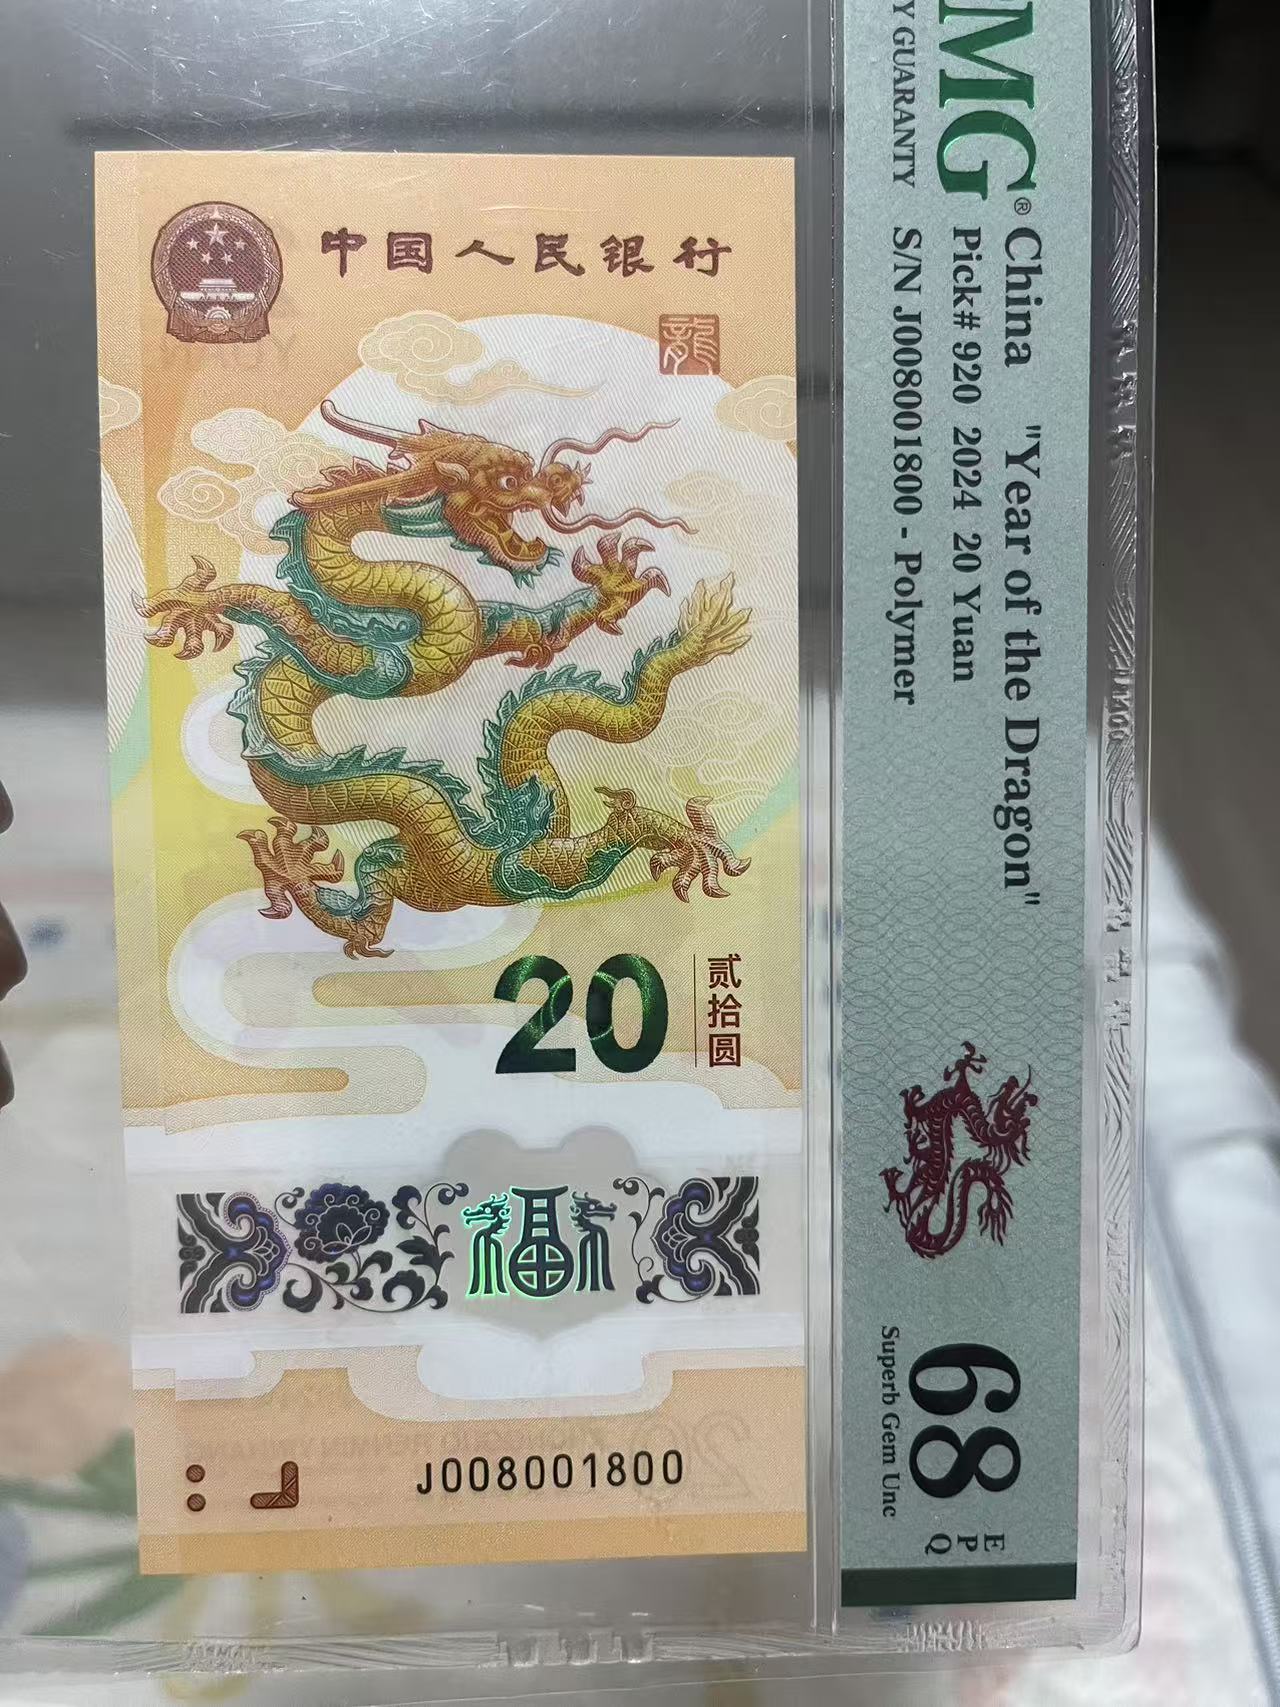 中国人民银行
龍
20
贰拾圆
福
J008001800
MG®
Y GUARANTY
China "Year of the Dragon"
Pick# 920 2024 20 Yuan
S/N J008001800 - Polymer
68
EPQ
Superb Gem Unc